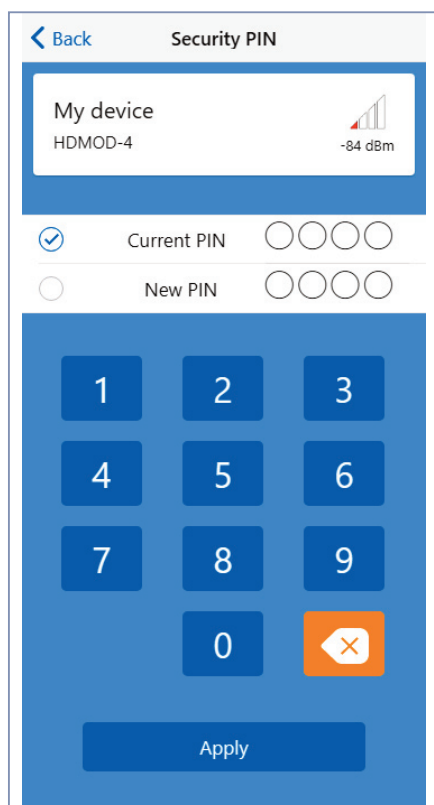 Back Security PIN
My device
HDMOD-4
-84 dBm
Current PIN
New PIN
1 2 3
4 5 6
7 8 9
0
Apply